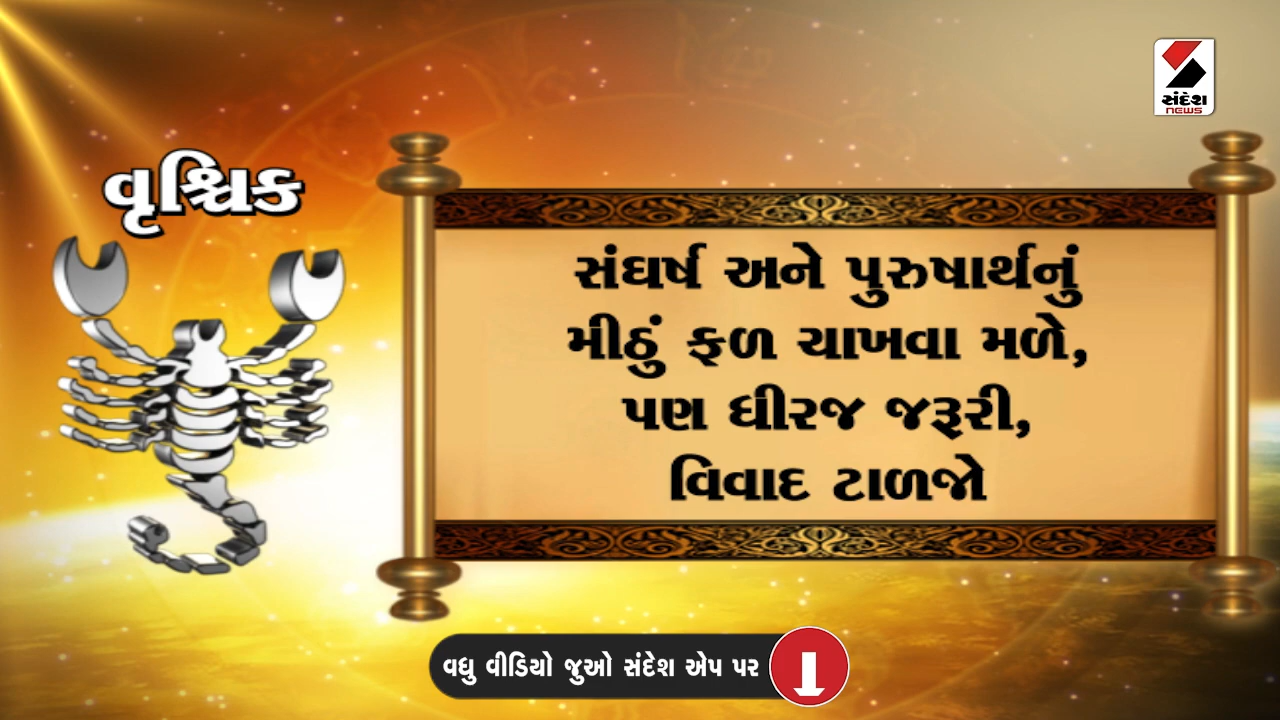 સંદેશ
NEWS
વૃશ્ચિક
સંઘર્ષ અને પુરુષાર્થનું
મીઠું ફળ ચાખવા મળે,
પણ ધીરજ જરૂરી,
વિવાદ ટાળજો
વધુ વીડિયો જુઓ સંદેશ એપ પર